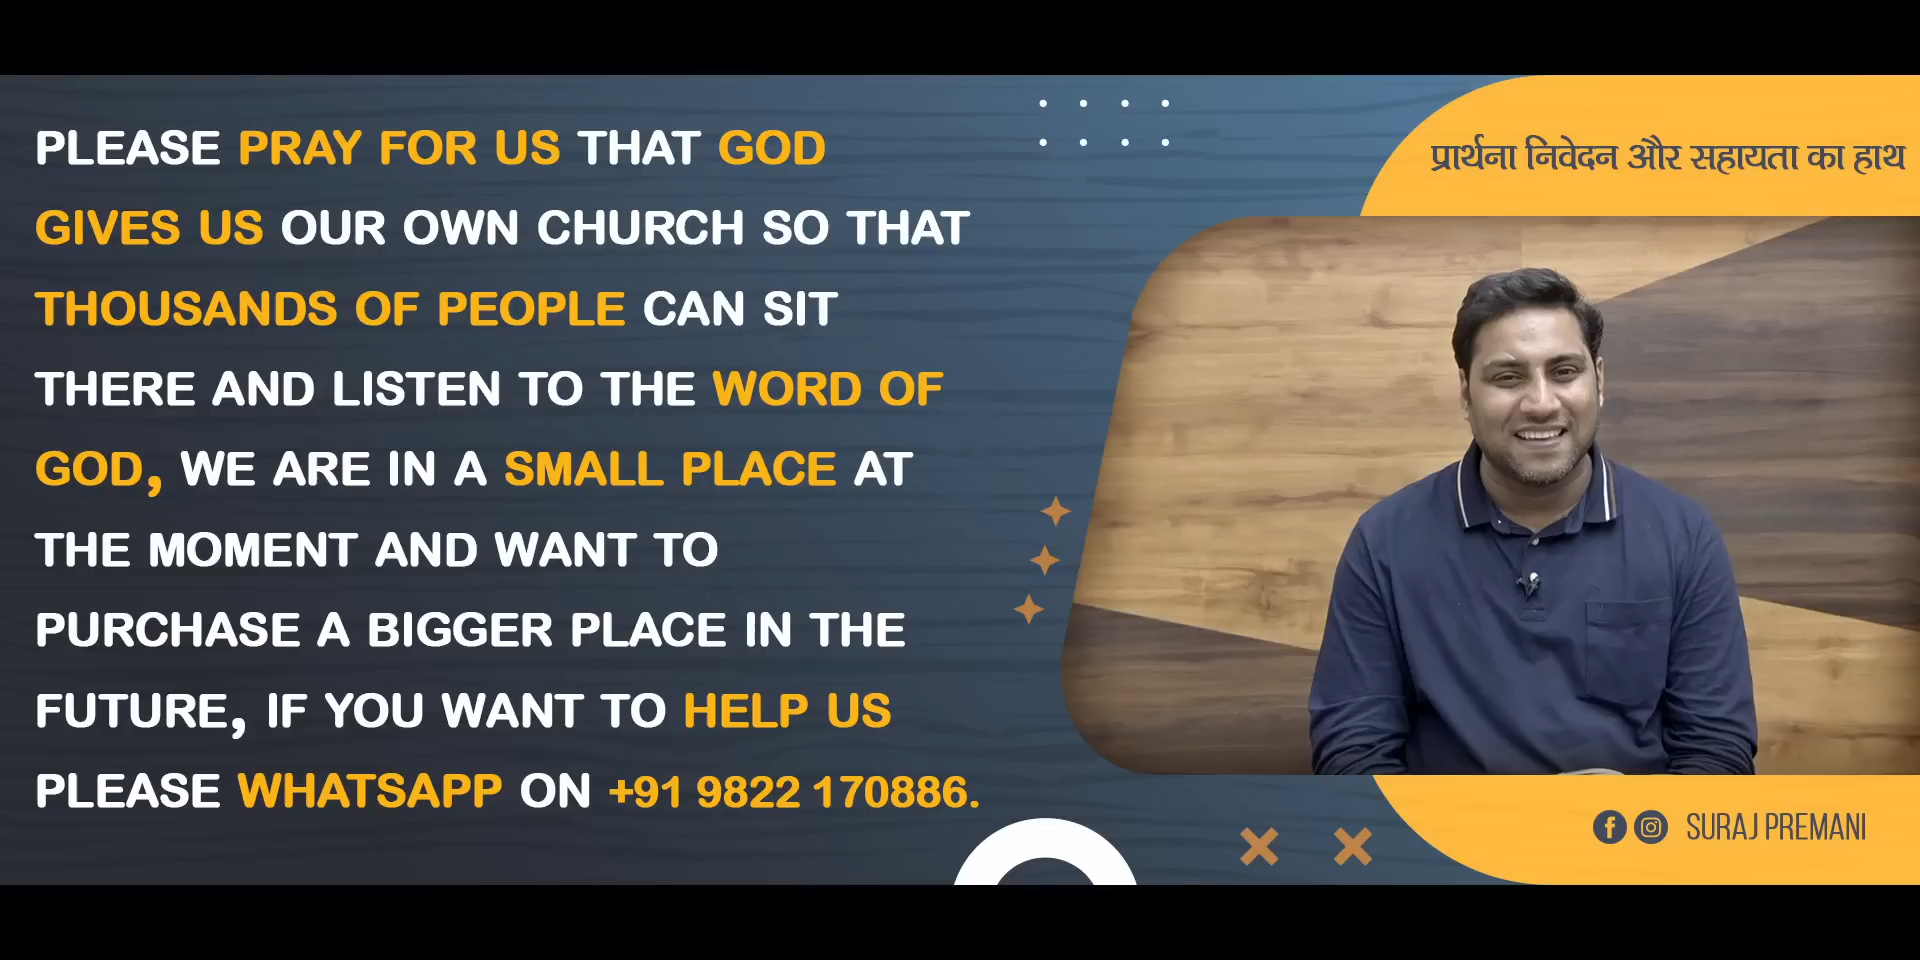 PLEASE PRAY FOR US THAT GOD
GIVES US OUR OWN CHURCH SO THAT
THOUSANDS OF PEOPLE CAN SIT
THERE AND LISTEN TO THE WORD OF
GOD, WE ARE IN A SMALL PLACE AT
THE MOMENT AND WANT TO
PURCHASE A BIGGER PLACE IN THE
FUTURE, IF YOU WANT TO HELP US
PLEASE WHATSAPP ON +91 9822 170886.
प्रार्थना निवेदन और सहायता का हाथ
SURAJ PREMANI